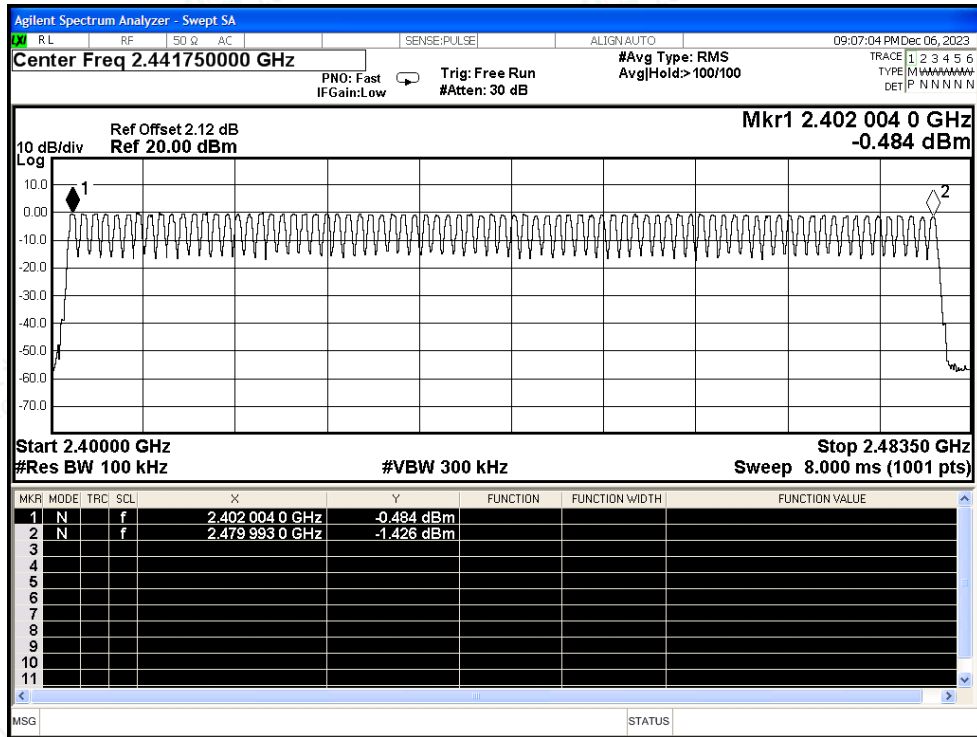 Agilent Spectrum Analyzer - Swept SA
LXI RL RF 50 Ω AC SENSE:PULSE ALIGN AUTO 09:07:04 PM Dec 06, 2023
Center Freq 2.441750000 GHz
PNO: Fast
IFGain:Low
Trig: Free Run
#Atten: 30 dB
#Avg Type: RMS
Avg|Hold:>100/100
TRACE 1 2 3 4 5 6
TYPE M WWWWW
DET P N N N N N
Ref Offset 2.12 dB
10 dB/div Ref 20.00 dBm
Log
Mkr1 2.402 004 0 GHz
-0.484 dBm
10.0
0.00
-10.0
-20.0
-30.0
-40.0
-50.0
-60.0
-70.0
1
2
Start 2.40000 GHz Stop 2.48350 GHz
#Res BW 100 kHz #VBW 300 kHz Sweep 8.000 ms (1001 pts)
MKR MODE TRC SCL X Y FUNCTION FUNCTION WIDTH FUNCTION VALUE
1 N f 2.402 004 0 GHz -0.484 dBm
2 N f 2.479 993 0 GHz -1.426 dBm
3
4
5
6
7
8
9
10
11
MSG STATUS